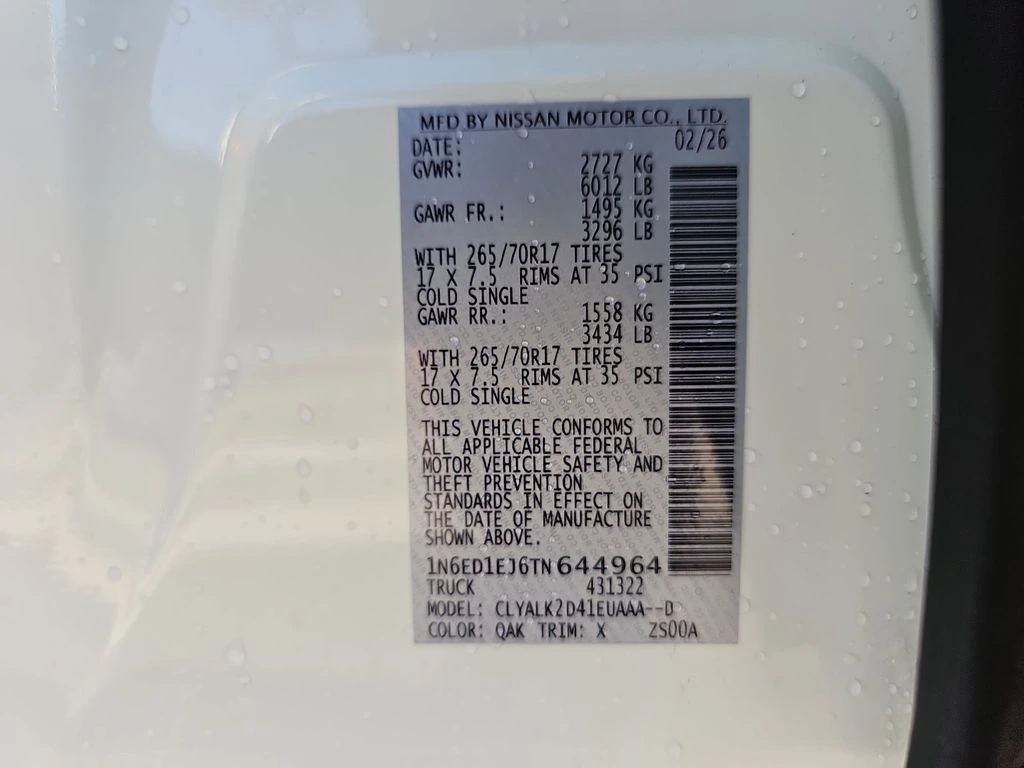 MFD BY NISSAN MOTOR CO., LTD.
DATE: 02/26
GVWR: 2727 KG
6012 LB
GAWR FR.: 1495 KG
3296 LB
WITH 265/70R17 TIRES
17 X 7.5 RIMS AT 35 PSI
COLD SINGLE
GAWR RR.: 1558 KG
3434 LB
WITH 265/70R17 TIRES
17 X 7.5 RIMS AT 35 PSI
COLD SINGLE
THIS VEHICLE CONFORMS TO
ALL APPLICABLE FEDERAL
MOTOR VEHICLE SAFETY AND
THEFT PREVENTION
STANDARDS IN EFFECT ON
THE DATE OF MANUFACTURE
SHOWN ABOVE.
1N6ED1EJ6TN644964
TRUCK 431322
MODEL: CLYALK2D41EUAAA--D
COLOR: QAK TRIM: X ZS00A